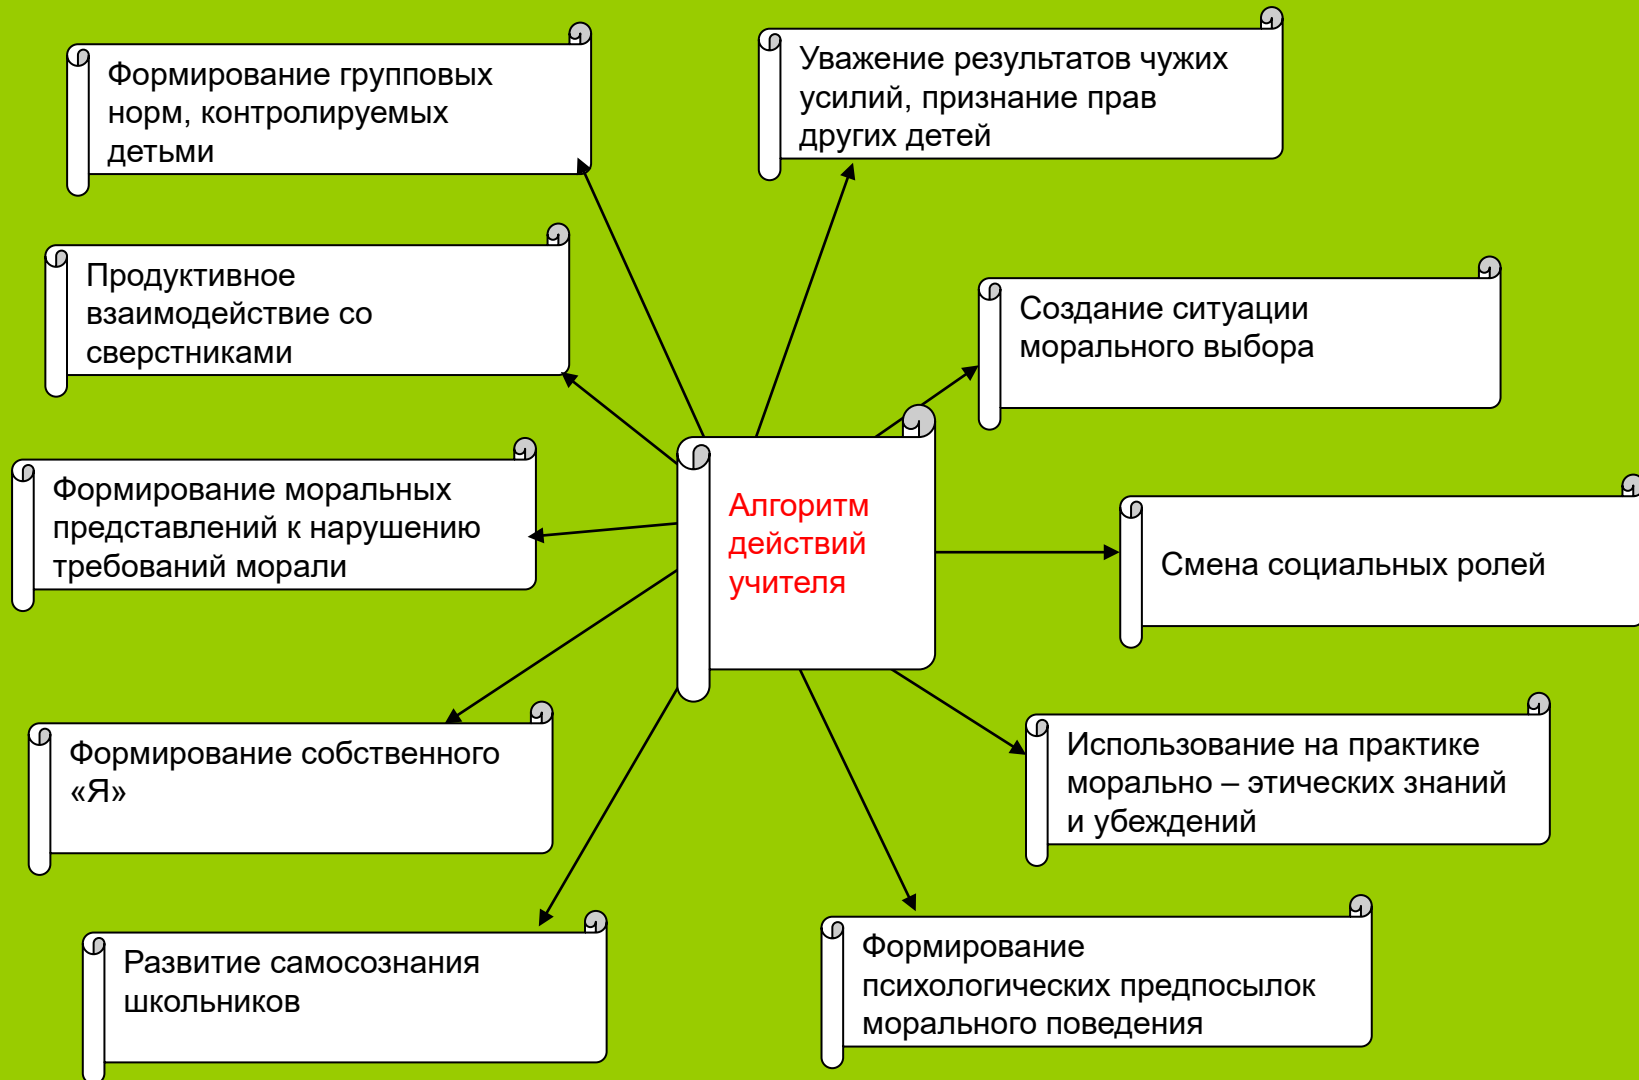 Формирование групповых
норм, контролируемых
детьми
Уважение результатов чужих
усилий, признание прав
других детей
Продуктивное
взаимодействие со
сверстниками
Создание ситуации
морального выбора
Формирование моральных
представлений к нарушению
требований морали
Алгоритм
действий
учителя
Смена социальных ролей
Формирование собственного
«Я»
Использование на практике
морально – этических знаний
и убеждений
Развитие самосознания
школьников
Формирование
психологических предпосылок
морального поведения